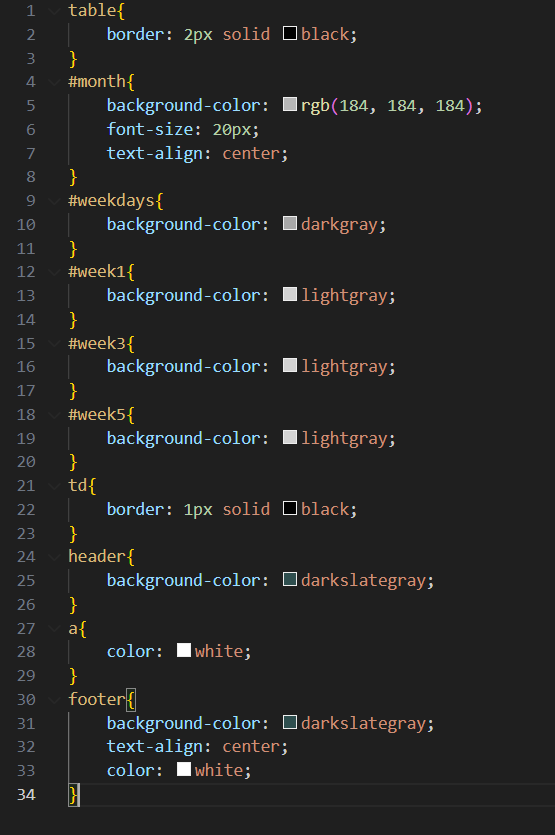 1 table{
2 border: 2px solid black;
3 }
4 #month{
5 background-color: rgb(184, 184, 184);
6 font-size: 20px;
7 text-align: center;
8 }
9 #weekdays{
10 background-color: darkgray;
11 }
12 #week1{
13 background-color: lightgray;
14 }
15 #week3{
16 background-color: lightgray;
17 }
18 #week5{
19 background-color: lightgray;
20 }
21 td{
22 border: 1px solid black;
23 }
24 header{
25 background-color: darkslategray;
26 }
27 a{
28 color: white;
29 }
30 footer{
31 background-color: darkslategray;
32 text-align: center;
33 color: white;
34 }